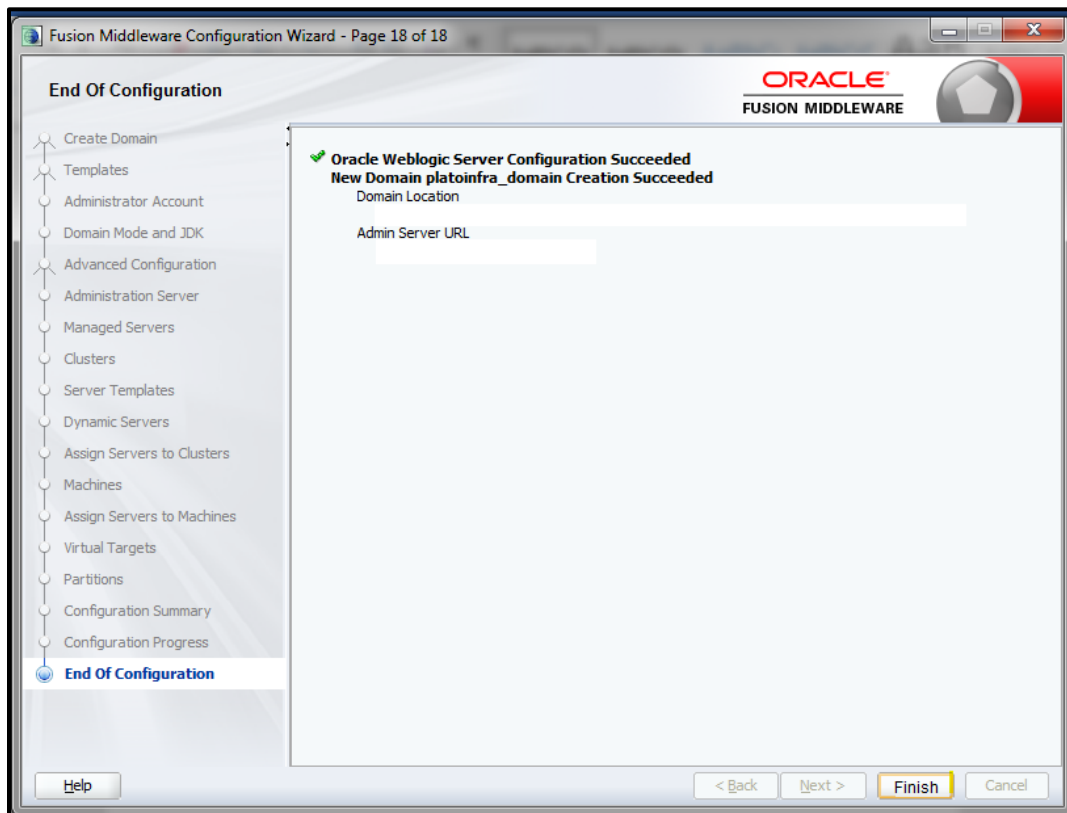 Fusion Middleware Configuration Wizard - Page 18 of 18
End Of Configuration
ORACLE
FUSION MIDDLEWARE
Create Domain
Templates
Administrator Account
Domain Mode and JDK
Advanced Configuration
Administration Server
Managed Servers
Clusters
Server Templates
Dynamic Servers
Assign Servers to Clusters
Machines
Assign Servers to Machines
Virtual Targets
Partitions
Configuration Summary
Configuration Progress
End Of Configuration
Oracle Weblogic Server Configuration Succeeded
New Domain platoinfra_domain Creation Succeeded
Domain Location
Admin Server URL
Help
< Back
Next >
Finish
Cancel